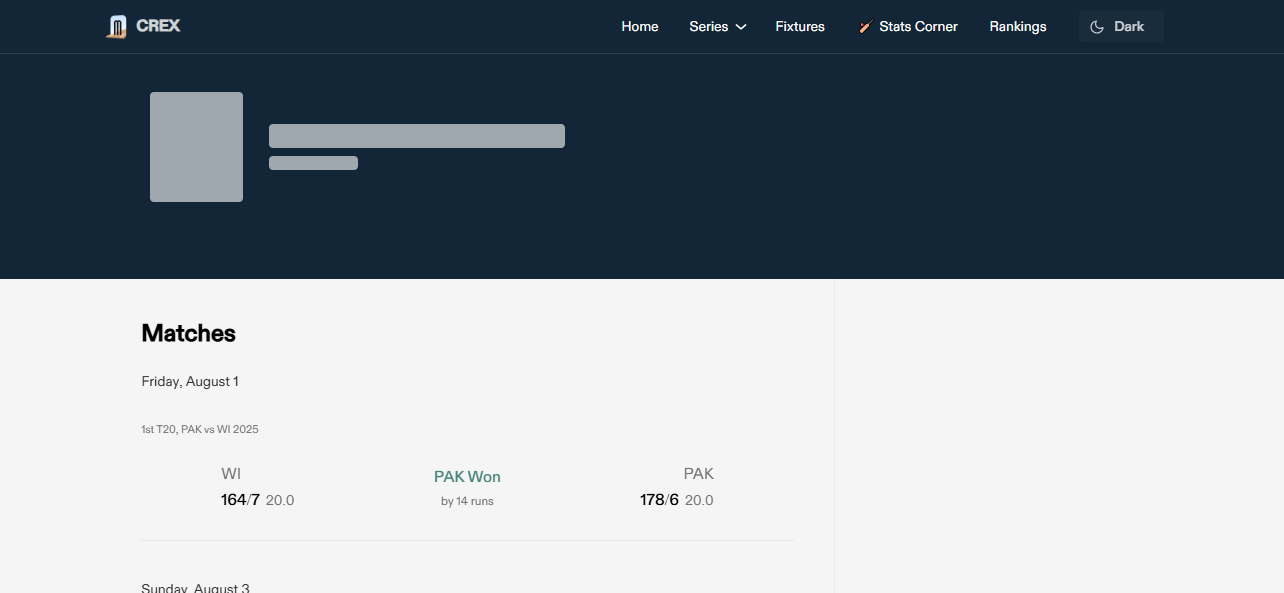 CREX Home Series Fixtures Stats Corner Rankings Dark
Matches
Friday, August 1
1st T20, PAK vs WI 2025
WI PAK Won PAK
164/7 20.0 by 14 runs 178/6 20.0
Sunday, August 3